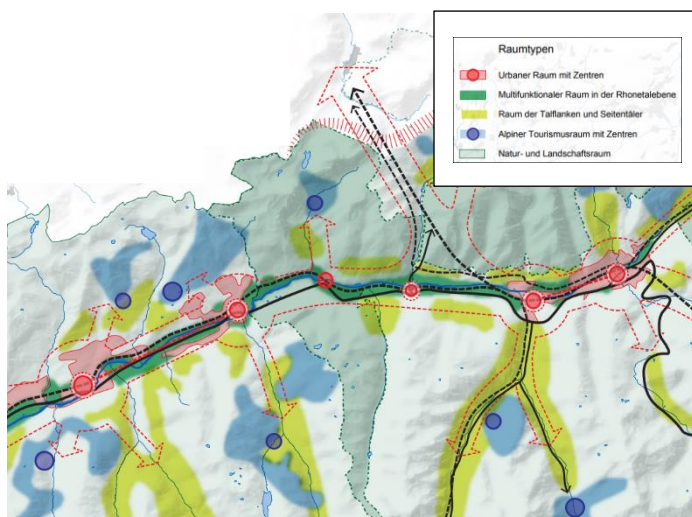 Raumtypen
Urbaner Raum mit Zentren
Multifunktionaler Raum in der Rhonetalebene
Raum der Talflanken und Seitentäler
Alpiner Tourismusraum mit Zentren
Natur- und Landschaftsraum